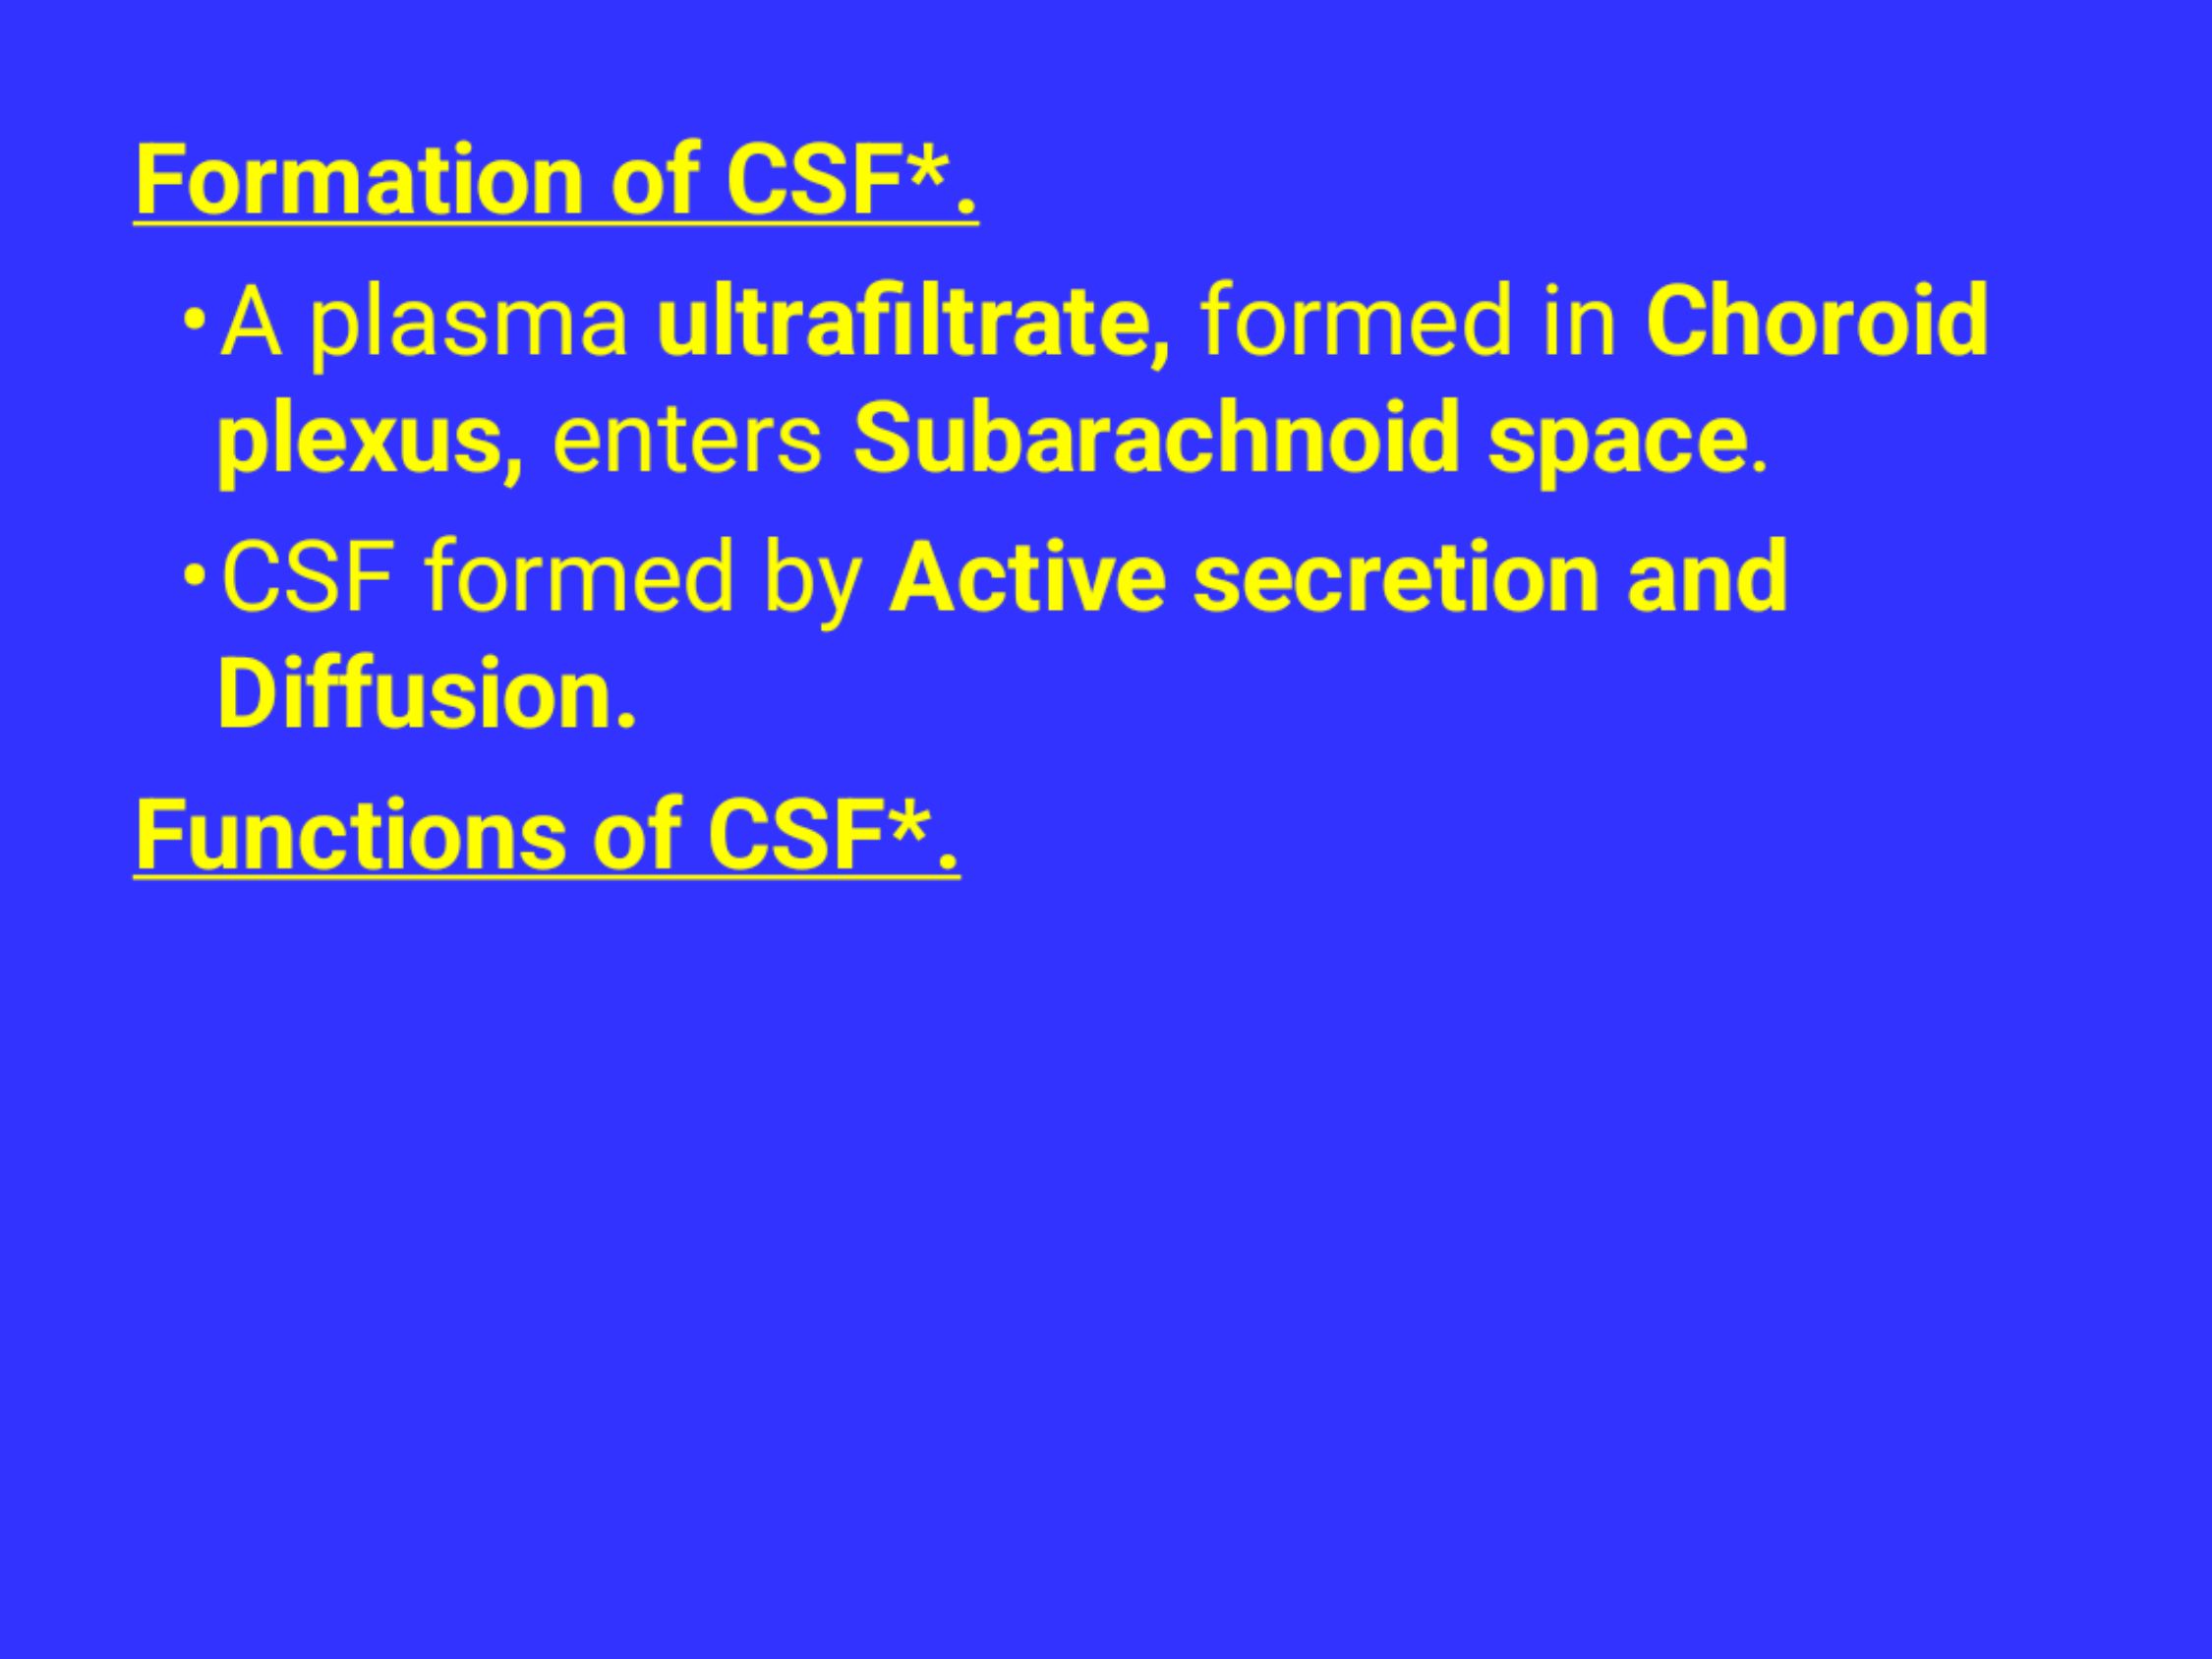 Formation of CSF*.
•A plasma ultrafiltrate, formed in Choroid
plexus, enters Subarachnoid space.
•CSF formed by Active secretion and
Diffusion.
Functions of CSF*.